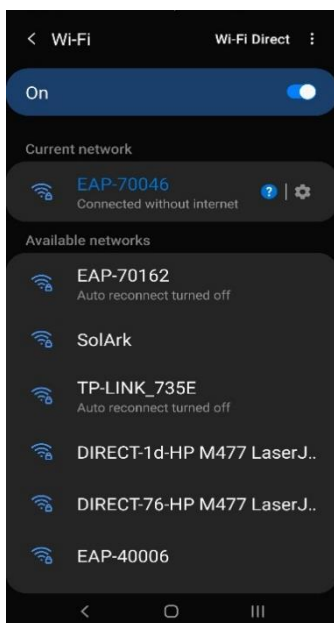 Wi-Fi
Wi-Fi Direct
On
Current network
EAP-70046
Connected without internet
?
Available networks
EAP-70162
Auto reconnect turned off
SolArk
TP-LINK_735E
Auto reconnect turned off
DIRECT-1d-HP M477 LaserJ..
DIRECT-76-HP M477 LaserJ..
EAP-40006